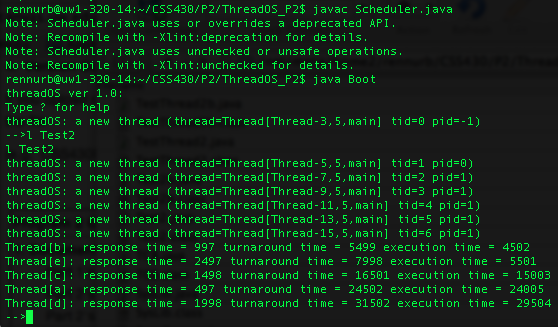 rennurb@uw1-320-14:~/CSS430/P2/ThreadOS_P2$ javac Scheduler.java
Note: Scheduler.java uses or overrides a deprecated API.
Note: Recompile with -Xlint:deprecation for details.
Note: Scheduler.java uses unchecked or unsafe operations.
Note: Recompile with -Xlint:unchecked for details.
rennurb@uw1-320-14:~/CSS430/P2/ThreadOS_P2$ java Boot
threadOS ver 1.0:
Type ? for help
threadOS: a new thread (thread=Thread[Thread-3,5,main] tid=0 pid=-1)
-->l Test2
l Test2
threadOS: a new thread (thread=Thread[Thread-5,5,main] tid=1 pid=0)
threadOS: a new thread (thread=Thread[Thread-7,5,main] tid=2 pid=1)
threadOS: a new thread (thread=Thread[Thread-9,5,main] tid=3 pid=1)
threadOS: a new thread (thread=Thread[Thread-11,5,main] tid=4 pid=1)
threadOS: a new thread (thread=Thread[Thread-13,5,main] tid=5 pid=1)
threadOS: a new thread (thread=Thread[Thread-15,5,main] tid=6 pid=1)
Thread[b]: response time = 997 turnaround time = 5499 execution time = 4502
Thread[e]: response time = 2497 turnaround time = 7998 execution time = 5501
Thread[c]: response time = 1498 turnaround time = 16501 execution time = 15003
Thread[a]: response time = 497 turnaround time = 24502 execution time = 24005
Thread[d]: response time = 1998 turnaround time = 31502 execution time = 29504
-->